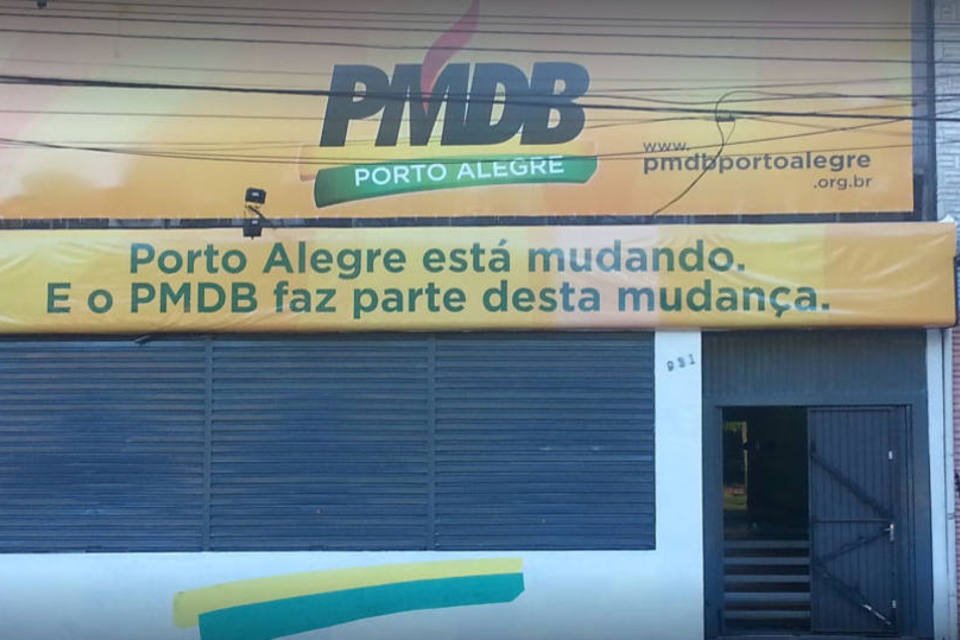 PMDB
PORTO ALEGRE
www.
pmdbportoalegre
.org.br
Porto Alegre está mudando.
E o PMDB faz parte desta mudança.
931